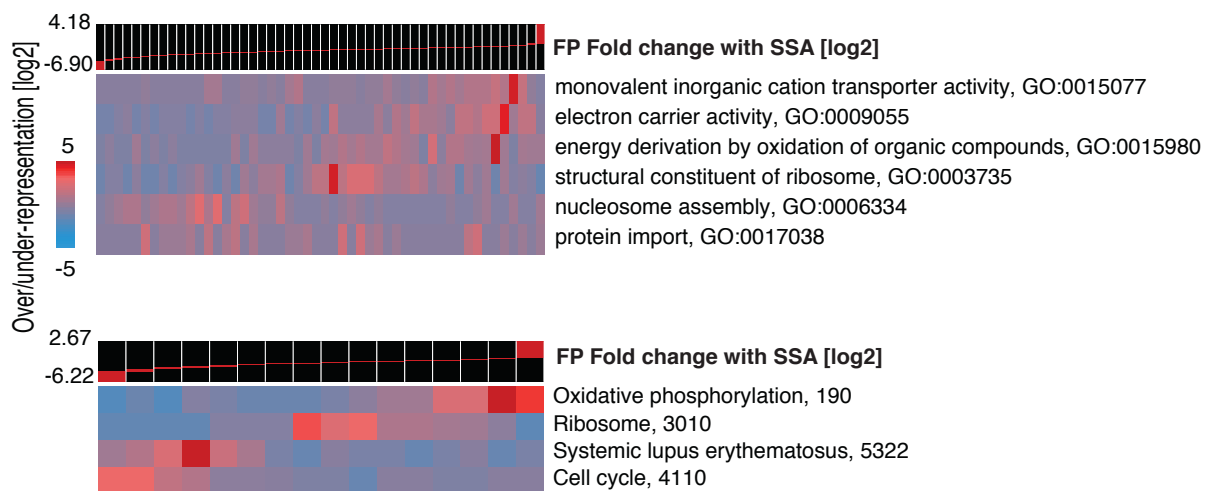 4.18
FP Fold change with SSA [log2]
-6.90
monovalent inorganic cation transporter activity, GO:0015077
electron carrier activity, GO:0009055
energy derivation by oxidation of organic compounds, GO:0015980
structural constituent of ribosome, GO:0003735
nucleosome assembly, GO:0006334
protein import, GO:0017038
Over/under-representation [log2]
5
-5
2.67
FP Fold change with SSA [log2]
-6.22
Oxidative phosphorylation, 190
Ribosome, 3010
Systemic lupus erythematosus, 5322
Cell cycle, 4110